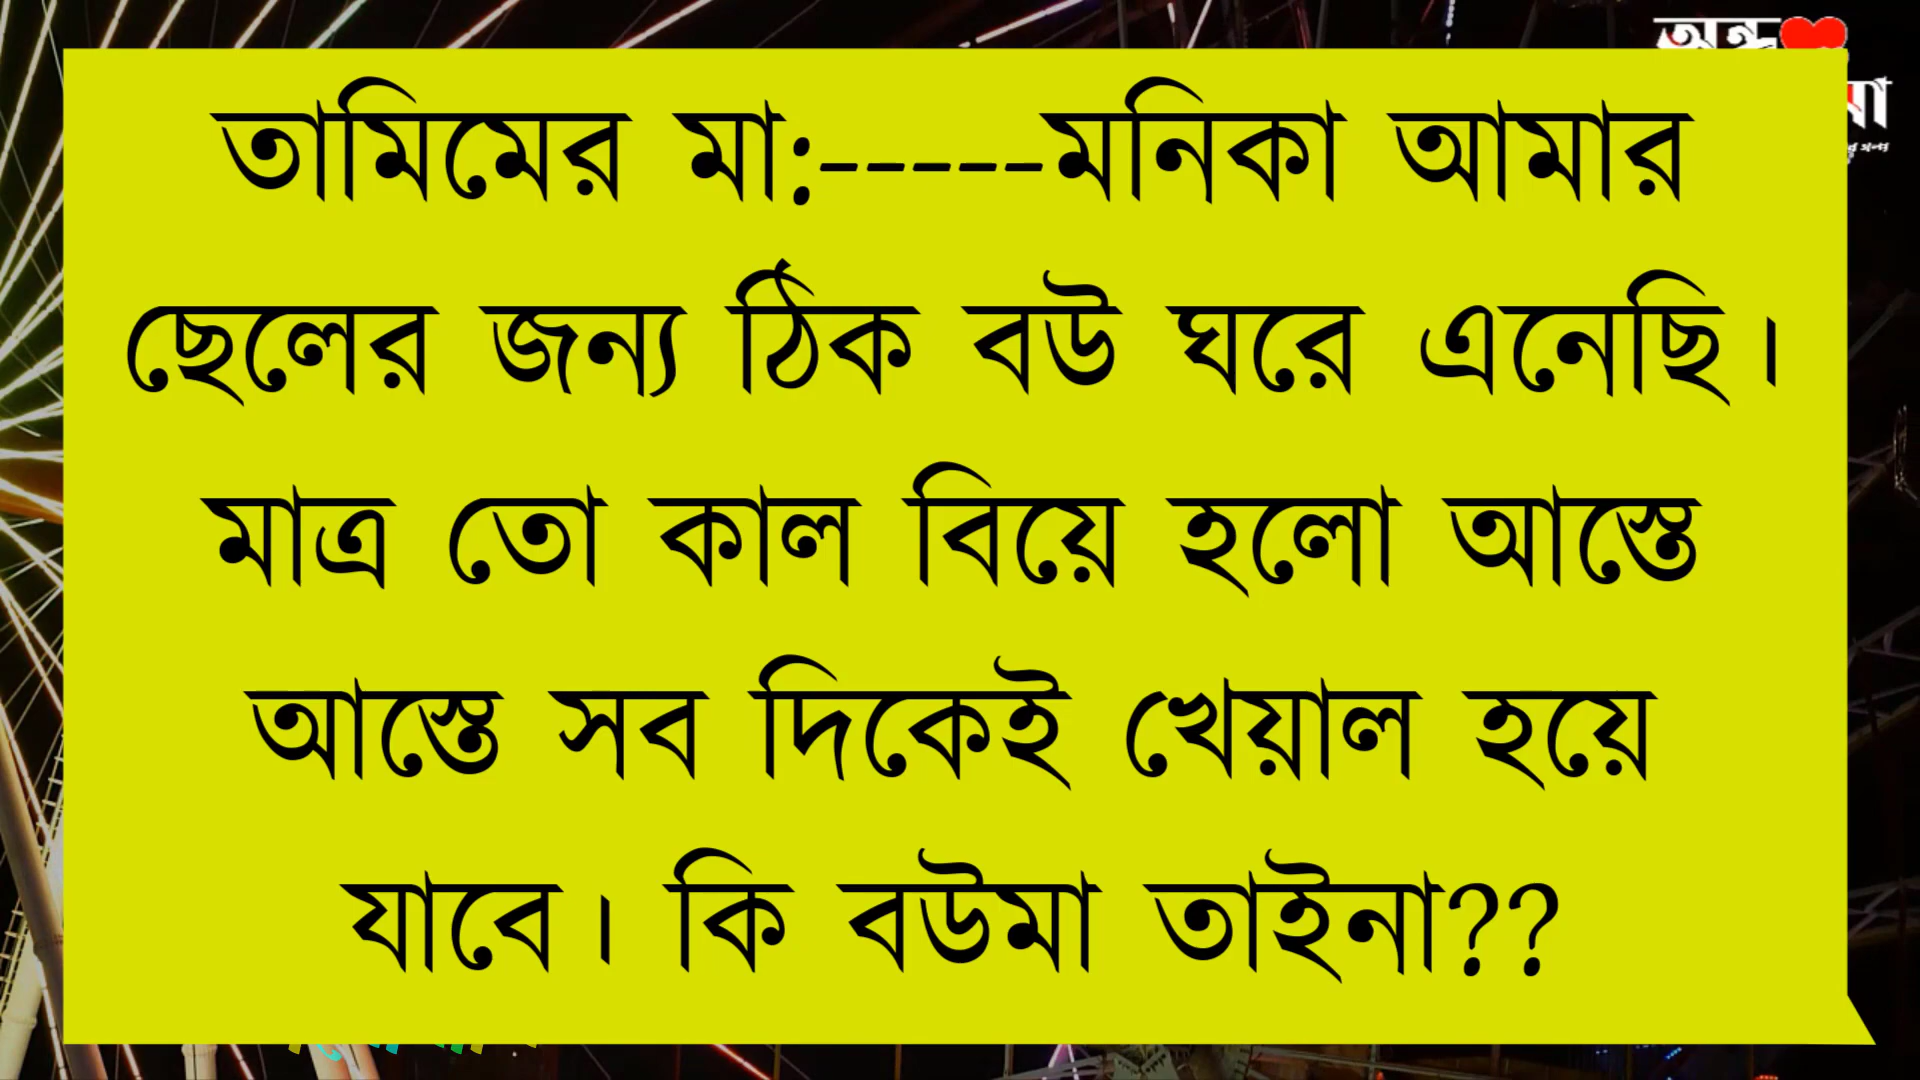 তামিমের মা:-----মনিকা আমার
ছেলের জন্য ঠিক বউ ঘরে এনেছি।
মাত্র তো কাল বিয়ে হলো আস্তে
আস্তে সব দিকেই খেয়াল হয়ে
যাবে। কি বউমা তাইনা??